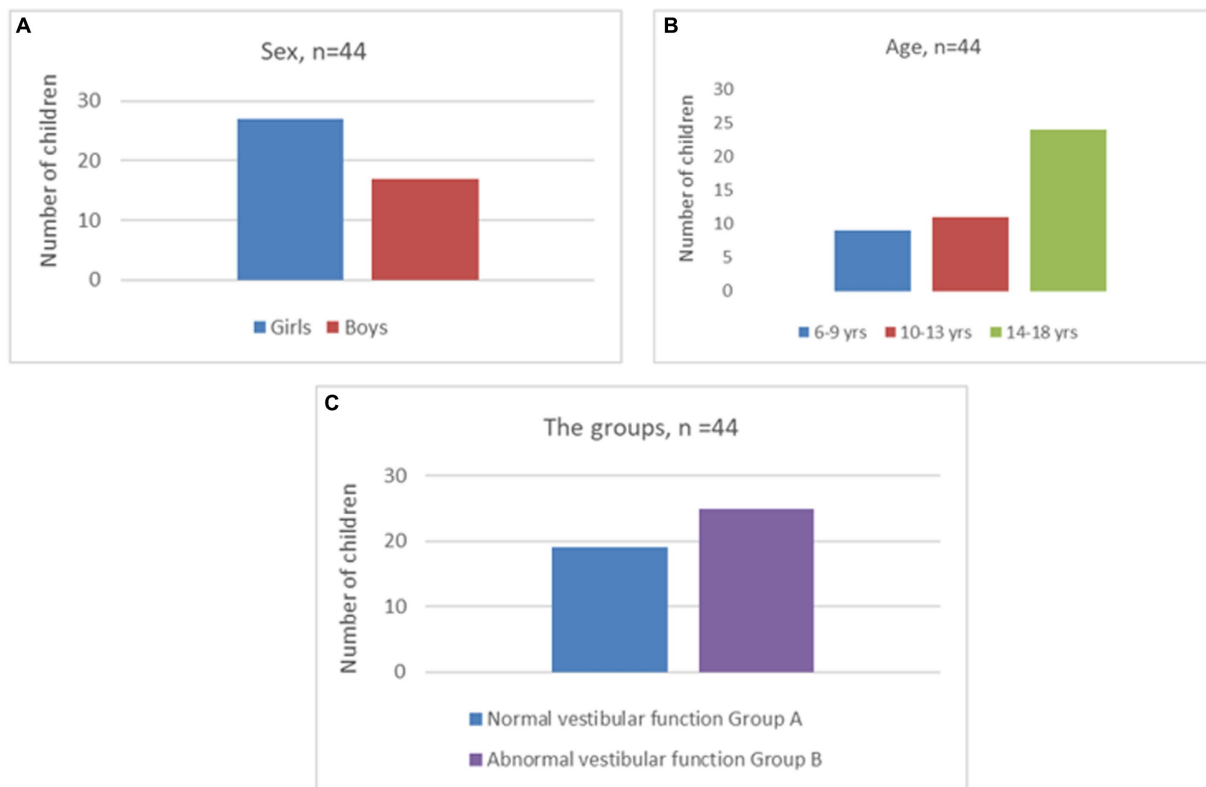 A
Sex, n=44
Number of children
30
20
10
0
Girls Boys
B
Age, n=44
Number of children
30
25
20
15
10
5
0
6-9 yrs 10-13 yrs 14-18 yrs
C
The groups, n =44
Number of children
30
20
10
0
Normal vestibular function Group A
Abnormal vestibular function Group B